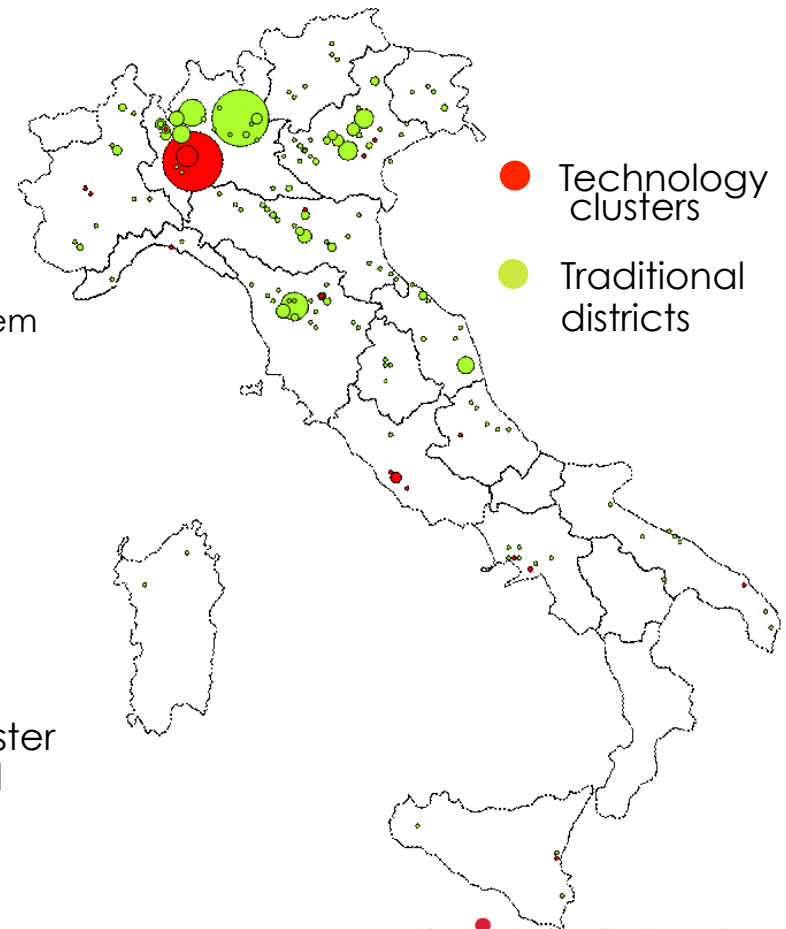 Technology
clusters
Traditional
districts
em
ster